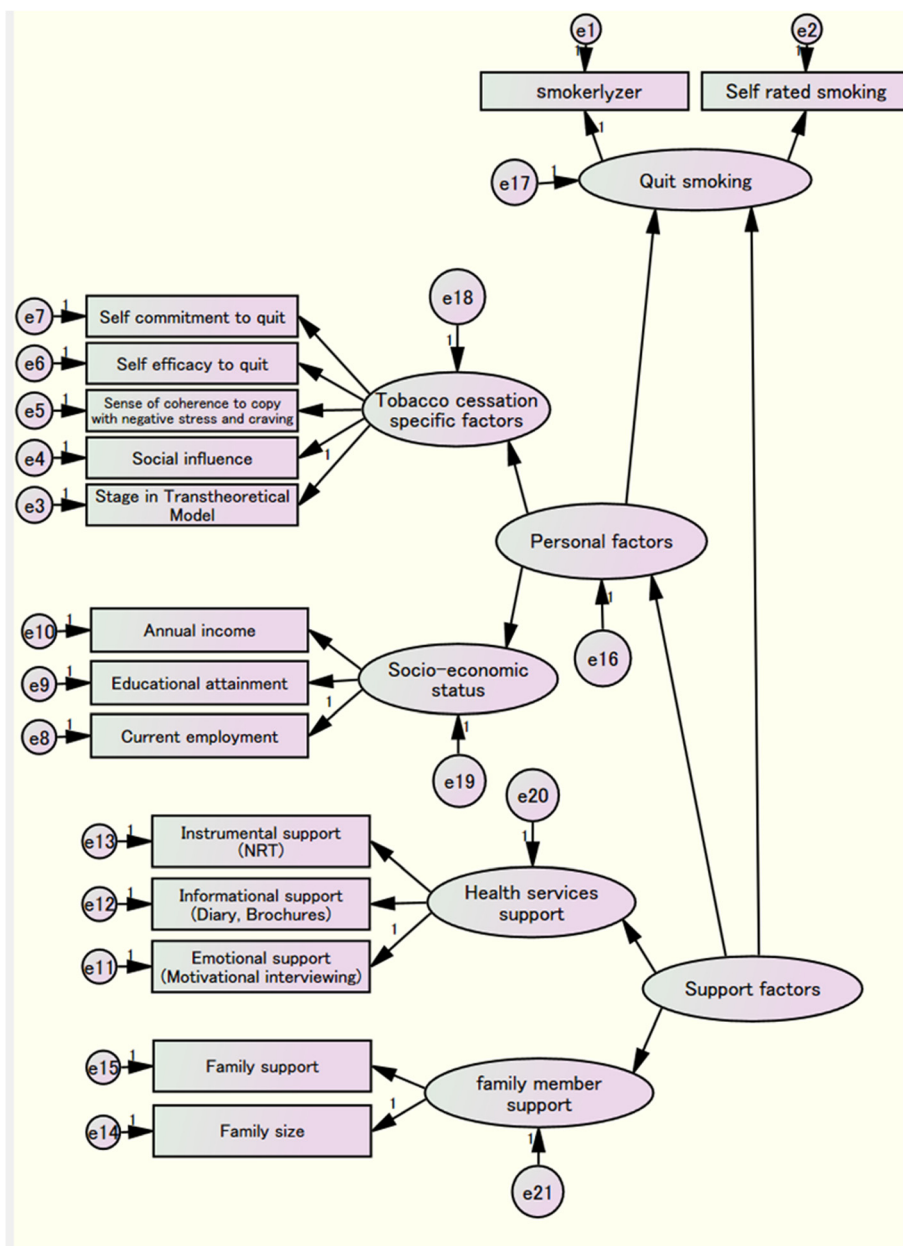 e1
e2
1
1
smokerlyzer
Self rated smoking
1
e17
1
Quit smoking
e18
1
e7
1
Self commitment to quit
e6
1
Self efficacy to quit
e5
1
Sense of coherence to copy
with negative stress and craving
Tobacco cessation
specific factors
e4
1
Social influence
1
e3
1
Stage in Transtheoretical
Model
Personal factors
1
e16
e10
1
Annual income
e9
1
Educational attainment
Socio-economic
status
e8
1
Current employment
1
1
e19
e20
1
e13
1
Instrumental support
(NRT)
e12
1
Informational support
(Diary, Brochures)
Health services
support
e11
1
Emotional support
(Motivational interviewing)
1
Support factors
e15
1
Family support
family member
support
e14
1
Family size
1
1
e21